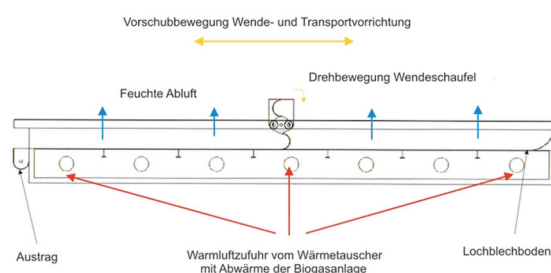 Vorschubbewegung Wende- und Transportvorrichtung
Drehbewegung Wendeschaufel
Feuchte Abluft
Austrag
Warmluftzufuhr vom Wärmetauscher
mit Abwärme der Biogasanlage
Lochblechboden